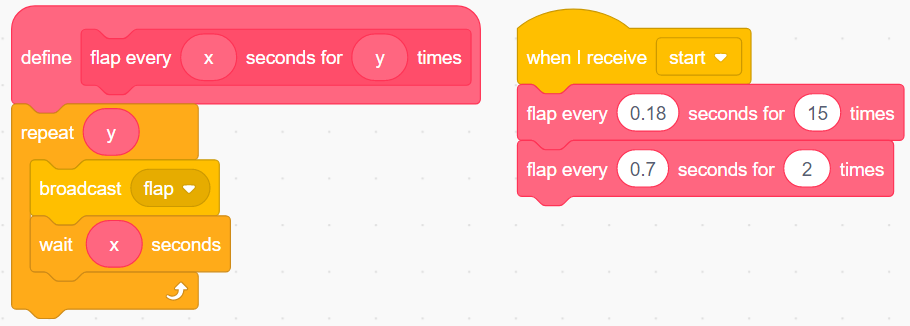 define flap every x seconds for y times
repeat y
broadcast flap
wait x seconds
when I receive start
flap every 0.18 seconds for 15 times
flap every 0.7 seconds for 2 times